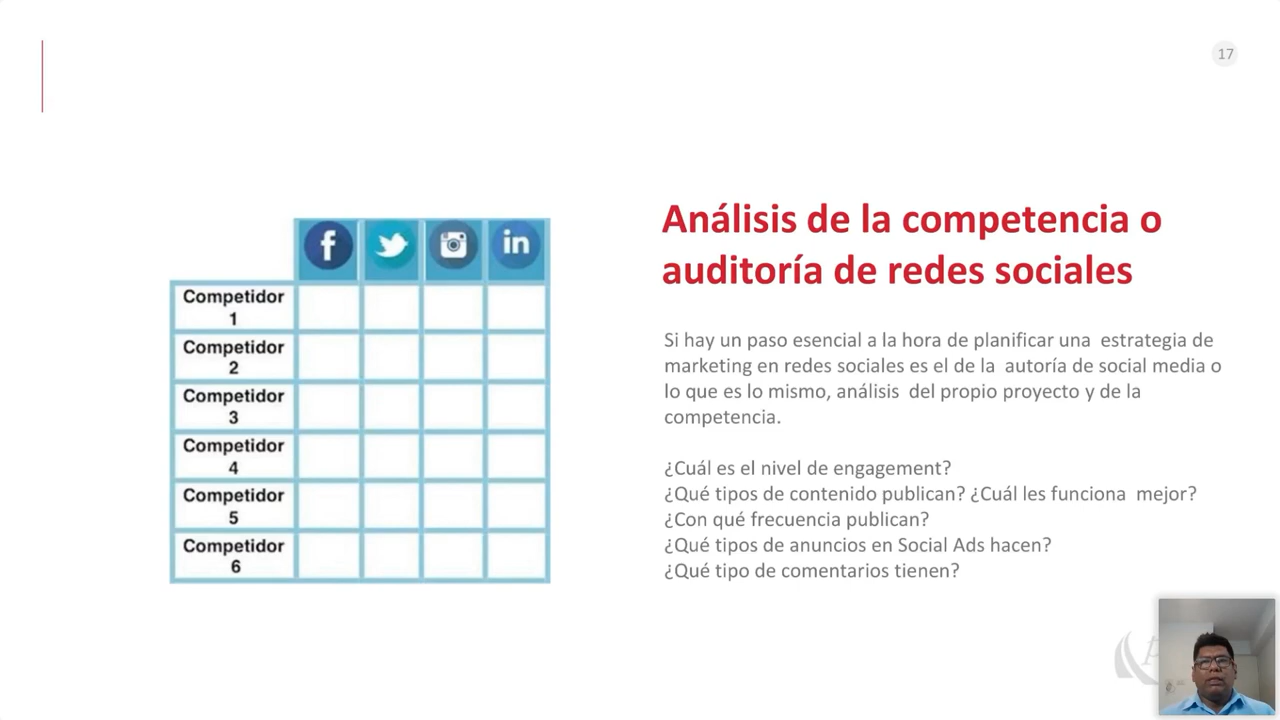 17
Análisis de la competencia o
auditoría de redes sociales
Si hay un paso esencial a la hora de planificar una estrategia de
marketing en redes sociales es el de la autoría de social media o
lo que es lo mismo, análisis del propio proyecto y de la
competencia.
¿Cuál es el nivel de engagement?
¿Qué tipos de contenido publican? ¿Cuál les funciona mejor?
¿Con qué frecuencia publican?
¿Qué tipos de anuncios en Social Ads hacen?
¿Qué tipo de comentarios tienen?
f in
Competidor
1
Competidor
2
Competidor
3
Competidor
4
Competidor
5
Competidor
6